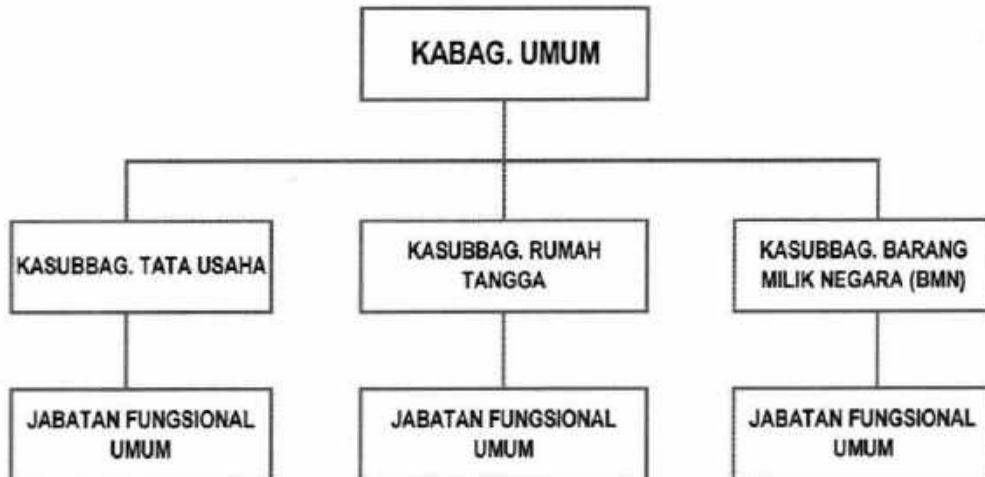 KABAG. UMUM
KASUBBAG. TATA USAHA
KASUBBAG. RUMAH
TANGGA
KASUBBAG. BARANG
MILIK NEGARA (BMN)
JABATAN FUNGSIONAL
UMUM
JABATAN FUNGSIONAL
UMUM
JABATAN FUNGSIONAL
UMUM